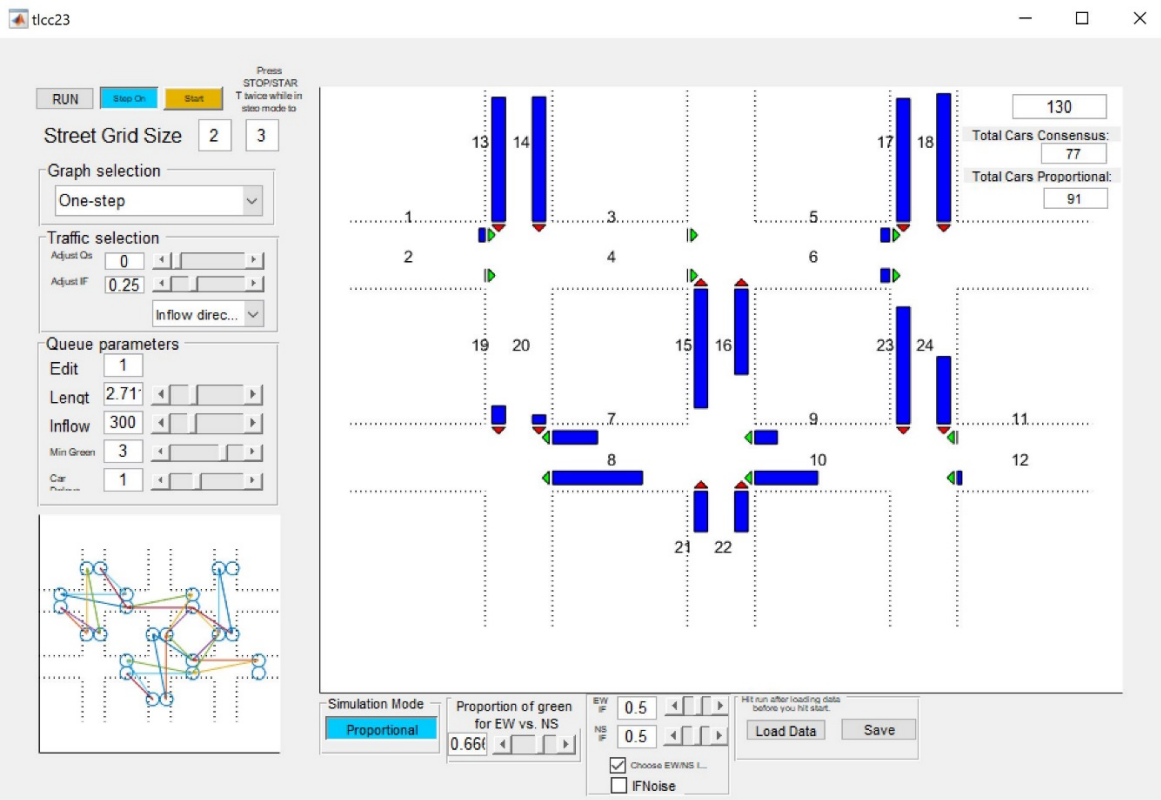 tlcc23
Press
STOP/STAR
T twice while in
step mode to
RUN
Step On
Start
Street Grid Size 2 3
Graph selection
One-step
Traffic selection
Adjust Qs 0
Adjust IF 0.25
Inflow direc...
Queue parameters
Edit 1
Lengt 2.71
Inflow 300
Min Green 3
Car 1
130
Total Cars Consensus:
77
Total Cars Proportional:
91
13 14 17 18
1 3 5
2 4 6
19 20 15 16 23 24
7 9 11
8 10 12
21 22
Simulation Mode
Proportional
Proportion of green
for EW vs. NS
0.666
EW
IF
0.5
NS
IF
0.5
Choose EW/NS I...
IFNoise
Hit run after loading data
before you hit start.
Load Data
Save